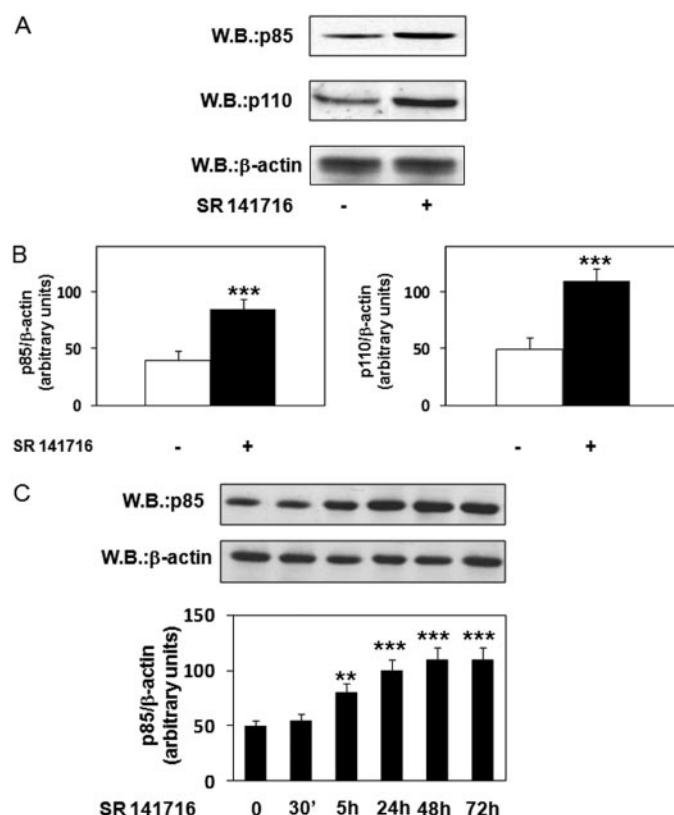 A
W.B.:p85
W.B.:p110
W.B.:β-actin
SR 141716 - +
B
p85/β-actin
(arbitrary units)
100
50
0
***
SR 141716 - +
p110/β-actin
(arbitrary units)
100
50
0
***
- +
C
W.B.:p85
W.B.:β-actin
p85/β-actin
(arbitrary units)
150
100
50
0
** *** *** ***
SR 141716 0 30' 5h 24h 48h 72h